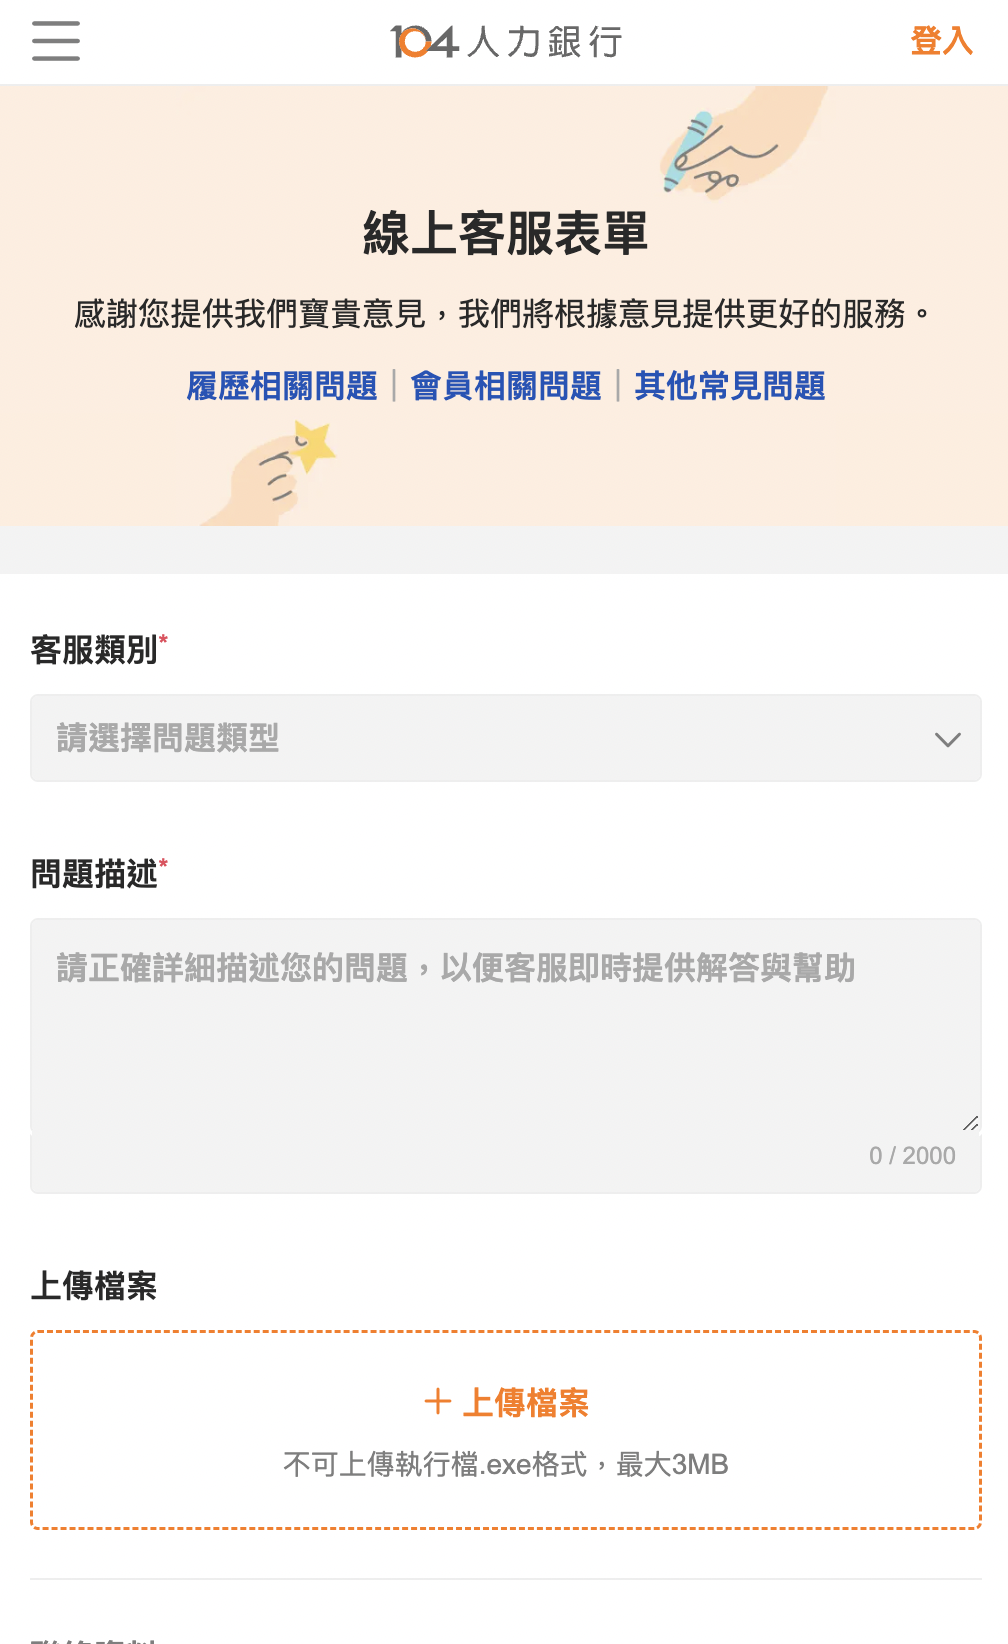 104人力銀行
登入
線上客服表單
感謝您提供我們寶貴意見，我們將根據意見提供更好的服務。
履歷相關問題｜會員相關問題｜其他常見問題
客服類別*
請選擇問題類型
問題描述*
請正確詳細描述您的問題，以便客服即時提供解答與幫助
0 / 2000
上傳檔案
＋ 上傳檔案
不可上傳執行檔.exe格式，最大3MB